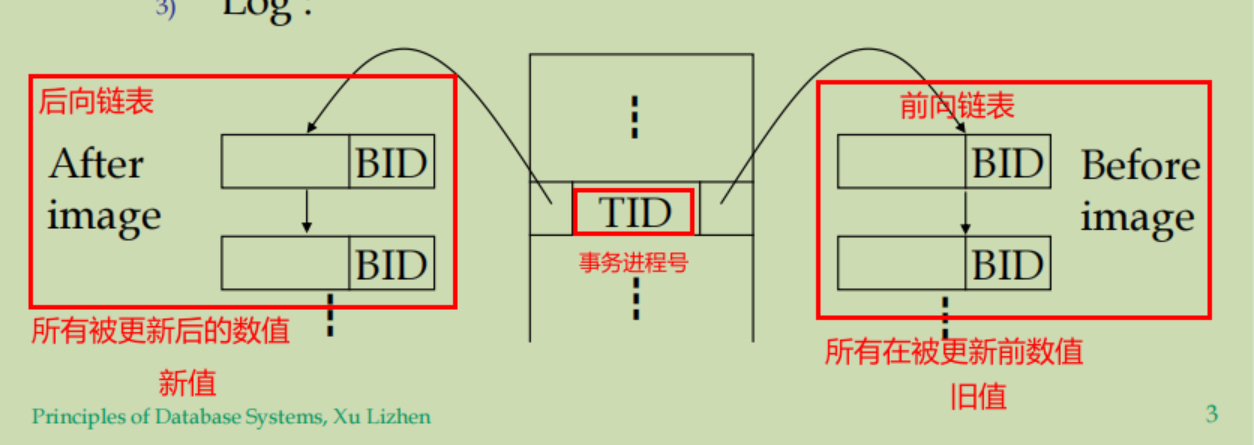 3) Log :
后向链表
前向链表
After
image
BID
BID
TID
事务进程号
BID
BID
Before
image
所有被更新后的数值
新值
所有在被更新前数值
旧值
Principles of Database Systems, Xu Lizhen
3